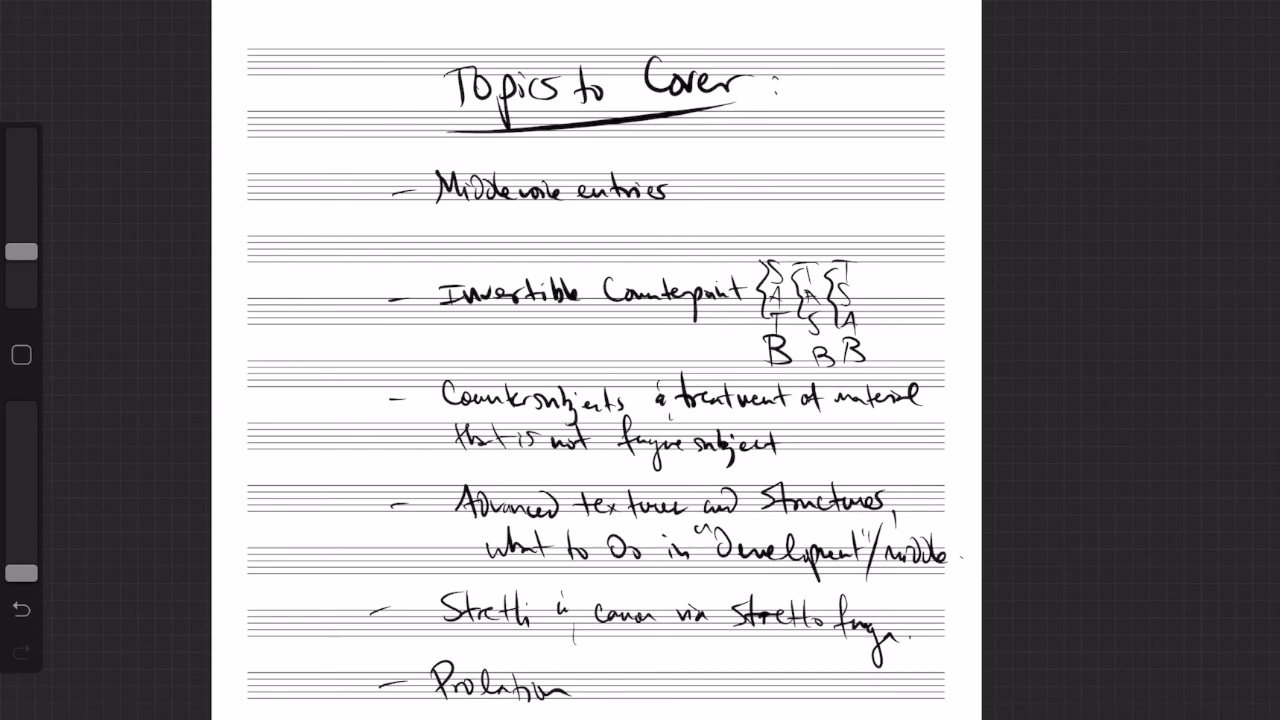 Topics to Cover :
- Middle voice entries
- Invertible Counterpoint { S A T B { T A S B { T S A B
- Countersubjects & treatment of material
that is not fugue subject
- Advanced textures and structures,
what to do in "Development"/middle.
- Stretti & canon via stretto fuga.
- Prolation